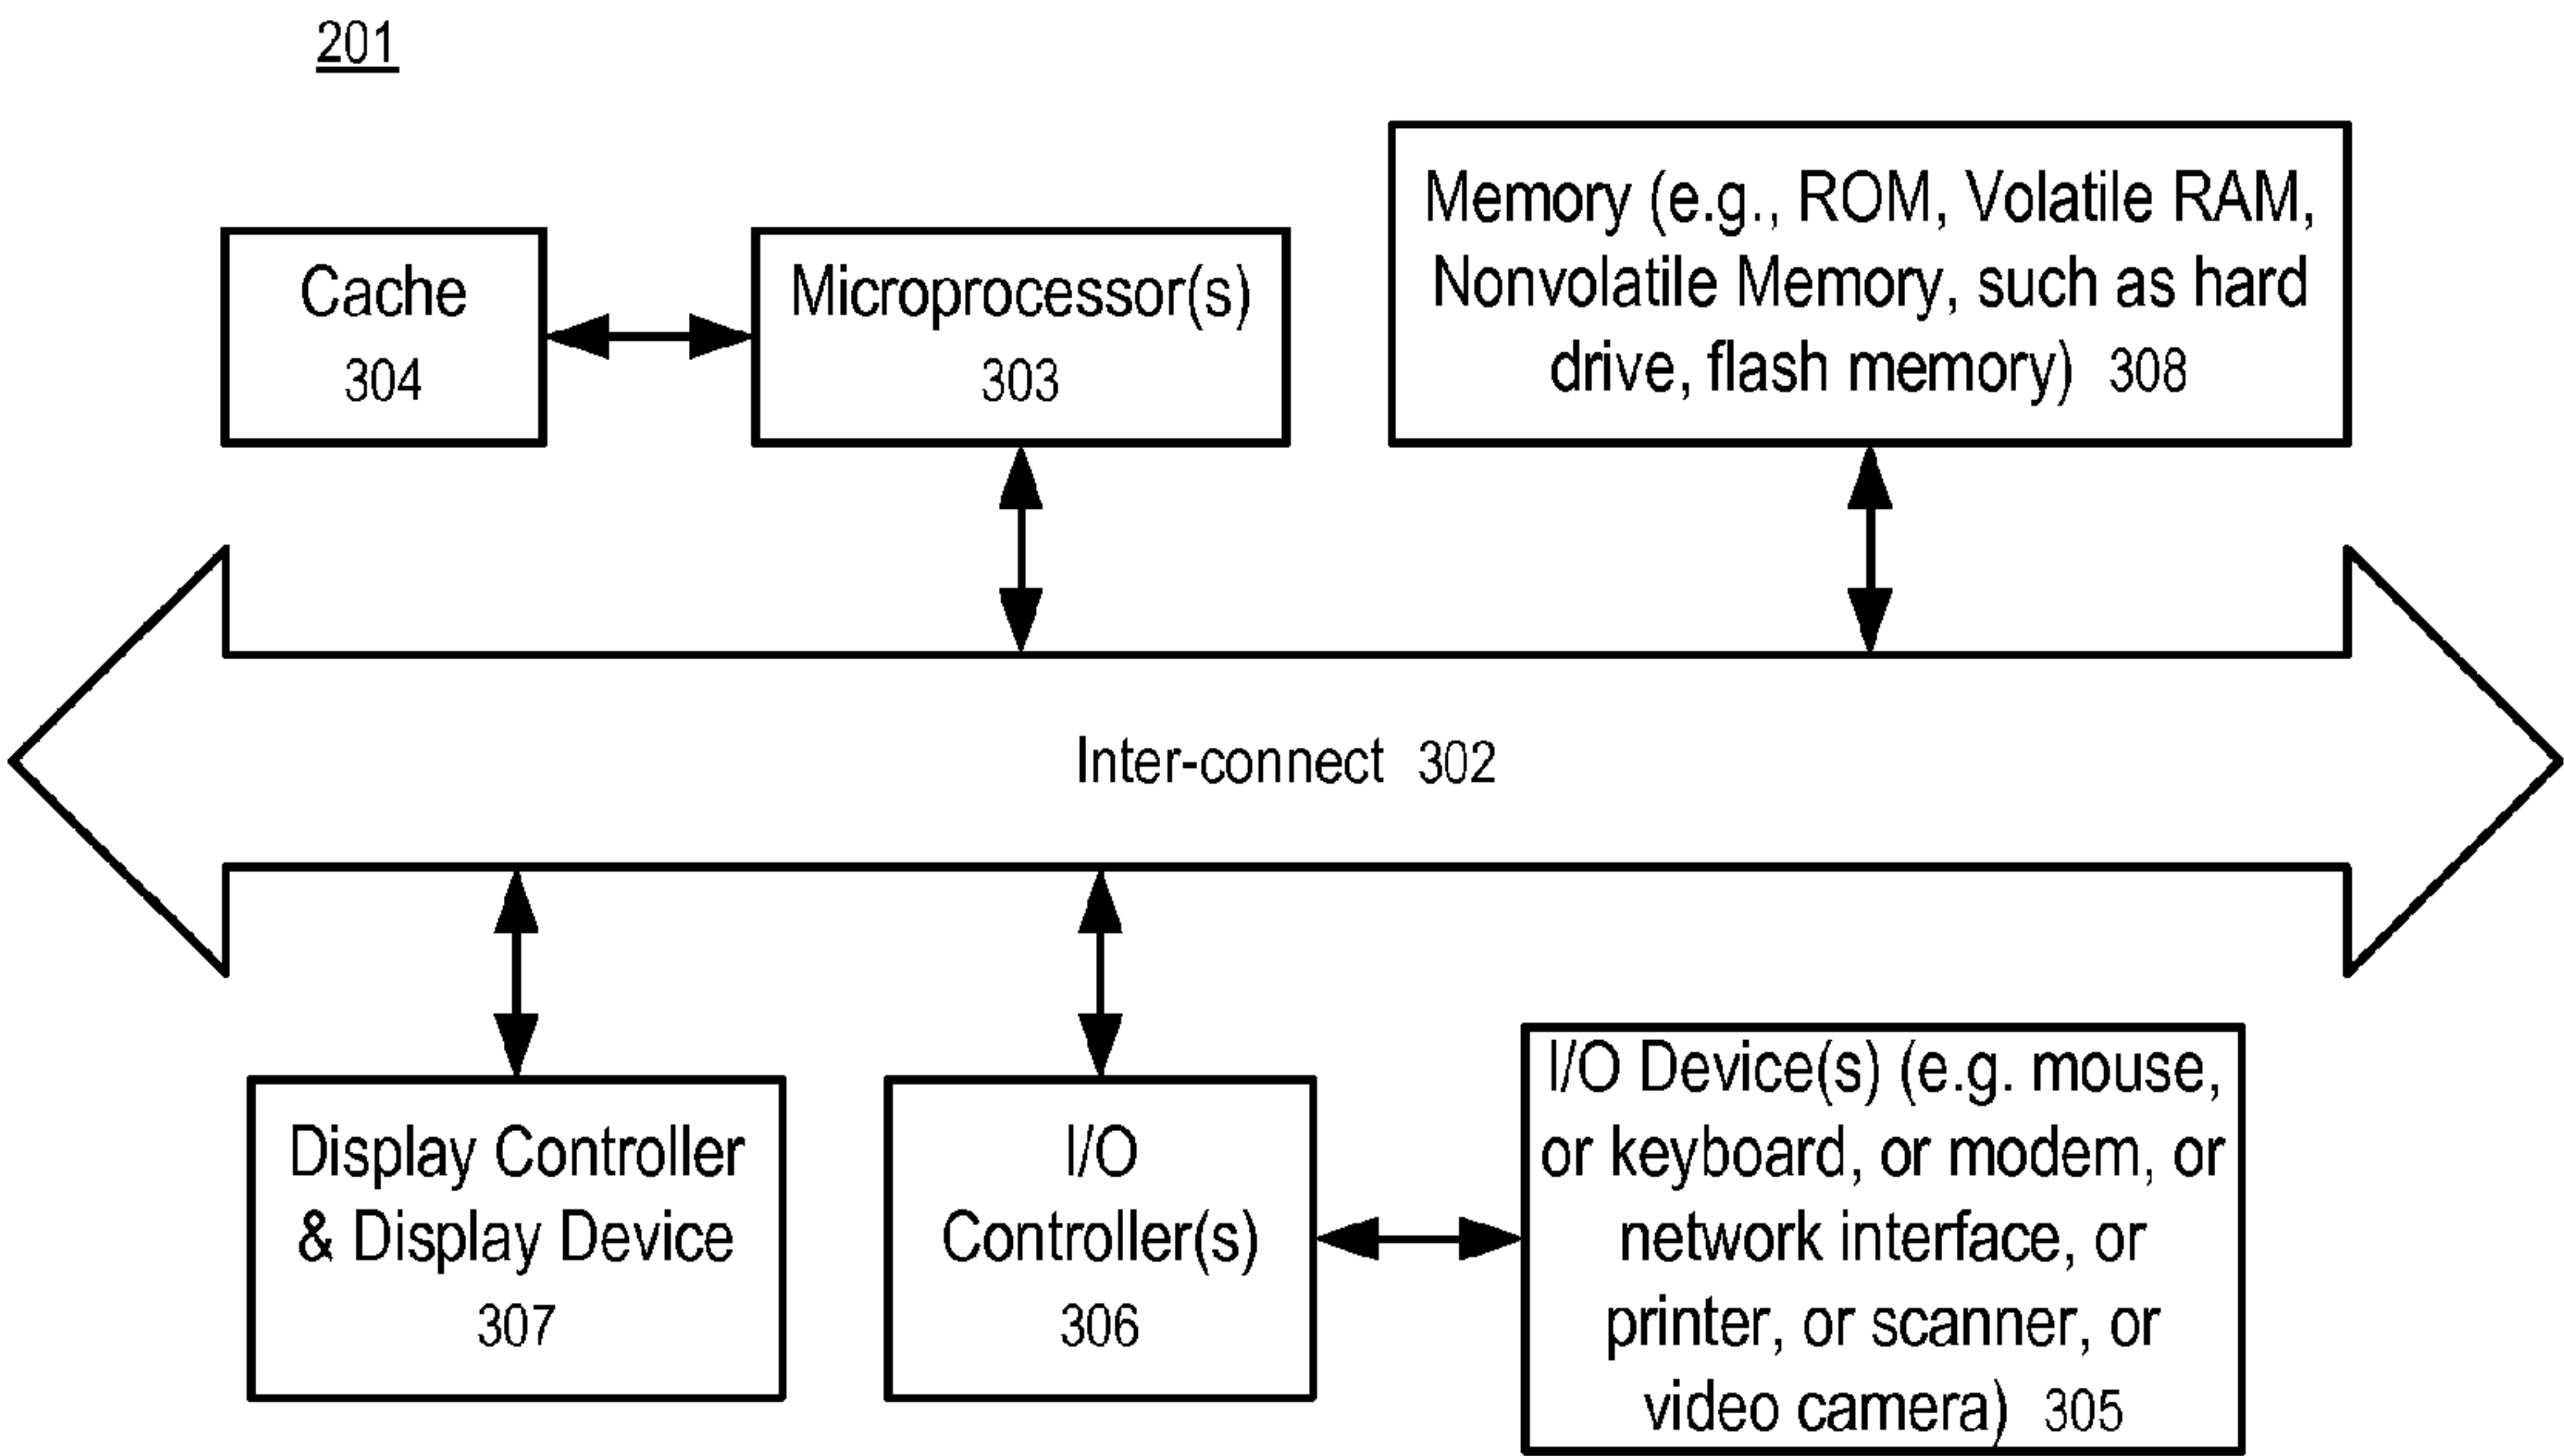 201
Cache
304
Microprocessor(s)
303
Memory (e.g., ROM, Volatile RAM,
Nonvolatile Memory, such as hard
drive, flash memory) 308
Inter-connect 302
Display Controller
& Display Device
307
I/O
Controller(s)
306
I/O Device(s) (e.g. mouse,
or keyboard, or modem, or
network interface, or
printer, or scanner, or
video camera) 305